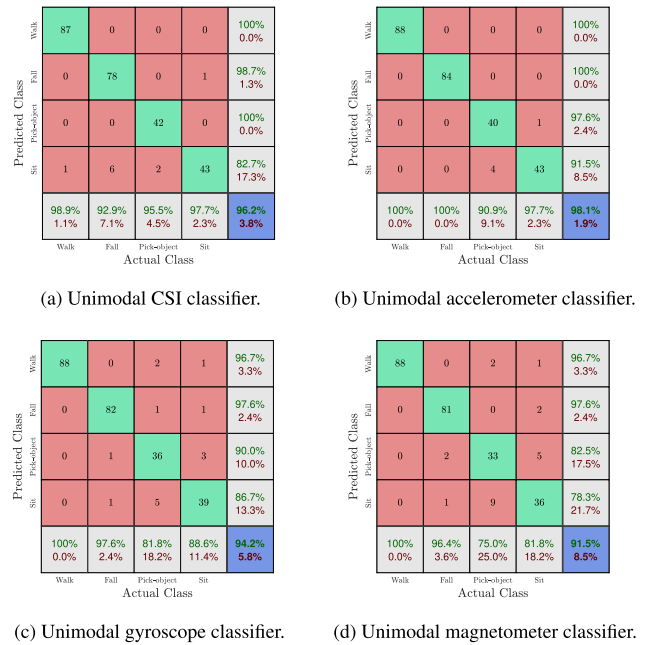 Walk 87 0 0 0 100% 0.0% 
Fall 0 78 0 1 98.7% 1.3%
Pick-object 0 0 42 0 100% 0.0%
Sit 1 6 2 43 82.7% 17.3%
98.9% 92.9% 95.5% 97.7% 96.2%
1.1% 7.1% 4.5% 2.3% 3.8%
Walk Fall Pick-object Sit
Predicted Class
Actual Class
(a) Unimodal CSI classifier.
Walk 88 0 0 0 100% 0.0%
Fall 0 84 0 0 100% 0.0%
Pick-object 0 0 40 1 97.6% 2.4%
Sit 0 0 4 43 91.5% 8.5%
100% 100% 90.9% 97.7% 98.1%
0.0% 0.0% 9.1% 2.3% 1.9%
Walk Fall Pick-object Sit
Predicted Class
Actual Class
(b) Unimodal accelerometer classifier.
Walk 88 0 2 1 96.7% 3.3%
Fall 0 82 1 1 97.6% 2.4%
Pick-object 0 1 36 3 90.0% 10.0%
Sit 0 1 5 39 86.7% 13.3%
100% 97.6% 81.8% 88.6% 94.2%
0.0% 2.4% 18.2% 11.4% 5.8%
Walk Fall Pick-object Sit
Predicted Class
Actual Class
(c) Unimodal gyroscope classifier.
Walk 88 0 2 1 96.7% 3.3%
Fall 0 81 0 2 97.6% 2.4%
Pick-object 0 2 33 5 82.5% 17.5%
Sit 0 1 9 36 78.3% 21.7%
100% 96.4% 75.0% 81.8% 91.5%
0.0% 3.6% 25.0% 18.2% 8.5%
Walk Fall Pick-object Sit
Predicted Class
Actual Class
(d) Unimodal magnetometer classifier.